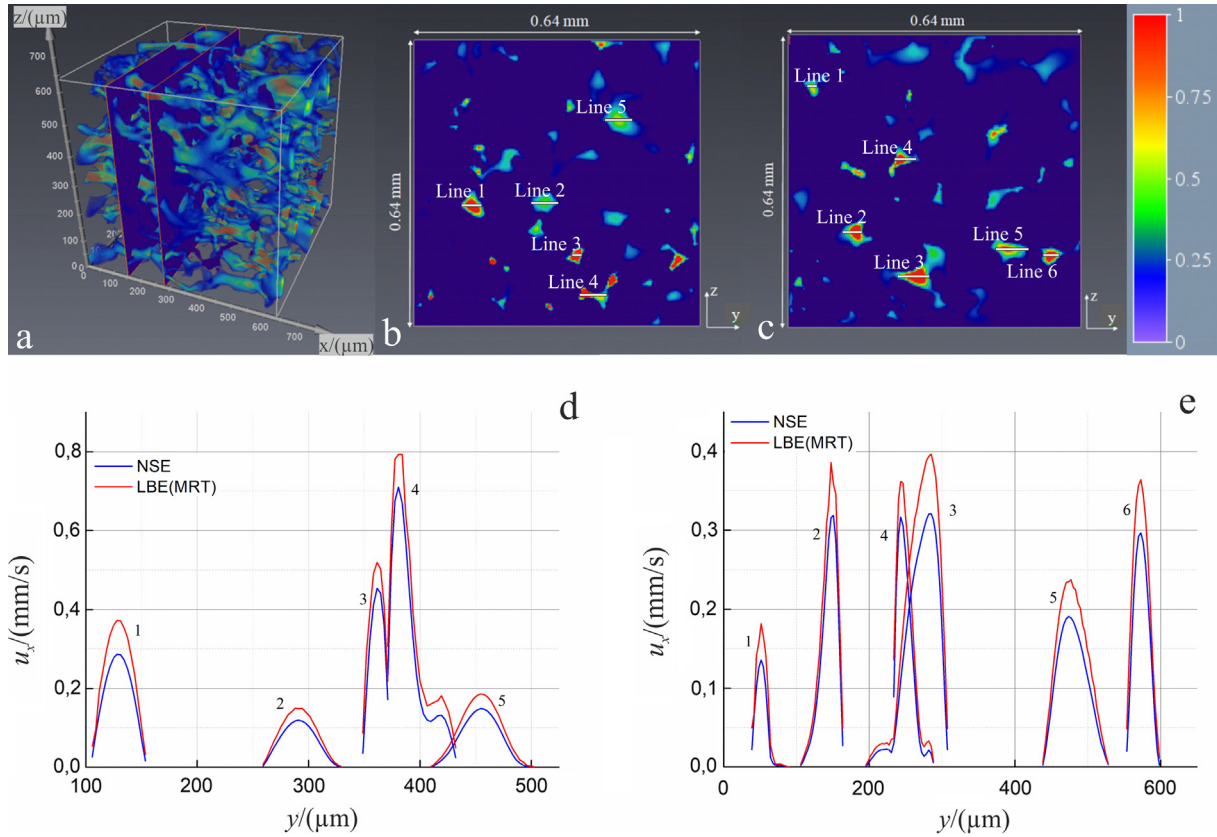 z/(µm)
700
600
500
400
300
200
100
0
0
100
200
200
300
400
500
600
700
x/(µm)
a
0.64 mm
0.64 mm
Line 5
Line 1
Line 2
Line 3
Line 4
z
y
b
0.64 mm
0.64 mm
Line 1
Line 4
Line 2
Line 5
Line 3
Line 6
z
y
c
1
0.75
0.5
0.25
0
d
NSE
LBE(MRT)
0,8
0,6
0,4
0,2
0,0
uₓ/(mm/s)
1
2
3
4
5
100
200
300
400
500
y/(µm)
e
NSE
LBE(MRT)
0,4
0,3
0,2
0,1
0,0
uₓ/(mm/s)
1
2
4
3
5
6
0
200
400
600
y/(µm)